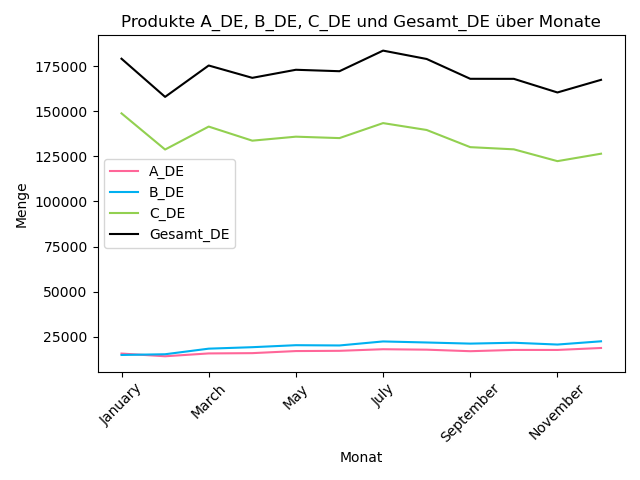 Produkte A_DE, B_DE, C_DE und Gesamt_DE über Monate
Menge
175000
150000
125000
100000
75000
50000
25000
A_DE
B_DE
C_DE
Gesamt_DE
January
March
May
July
September
November
Monat